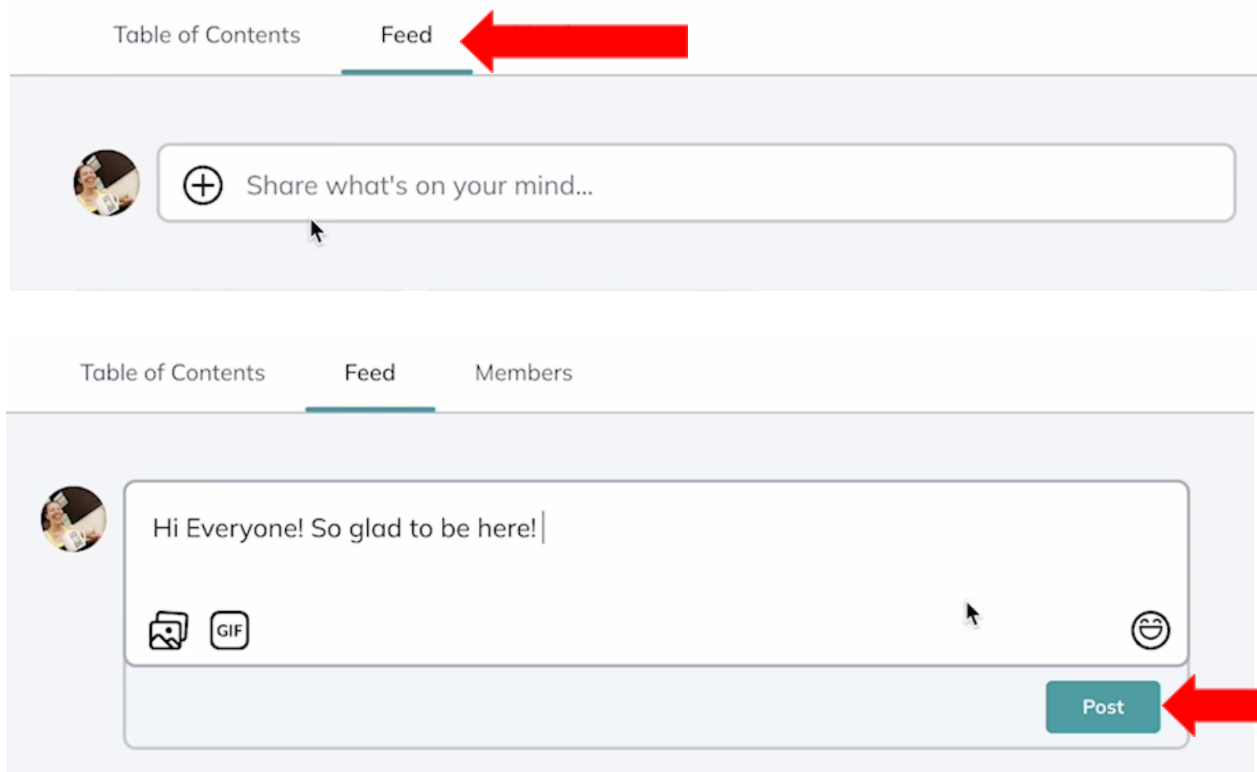 Table of Contents Feed
Share what's on your mind...
Table of Contents Feed Members
Hi Everyone! So glad to be here!
GIF
Post